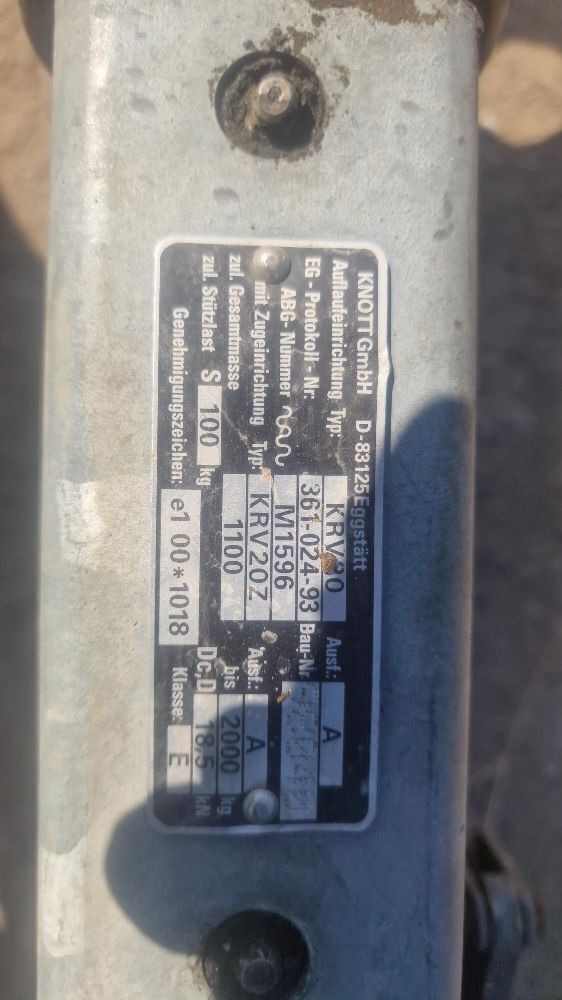 KNOTT GmbH D-83125 Eggstätt
Auflaufeinrichtung Typ: KRV20 Ausf.: A
EG - Protokoll - Nr: 361-024-93 Bau-Nr
ABG- Nummer M1596
mit Zugeinrichtung Typ: KRV20Z Ausf.: A
zul. Gesamtmasse 1100 bis 2000 kg
zul. Stützlast S 100 kg Dc,D 18,5 kN
Genehmigungszeichen: e1 00*1018 Klasse: E